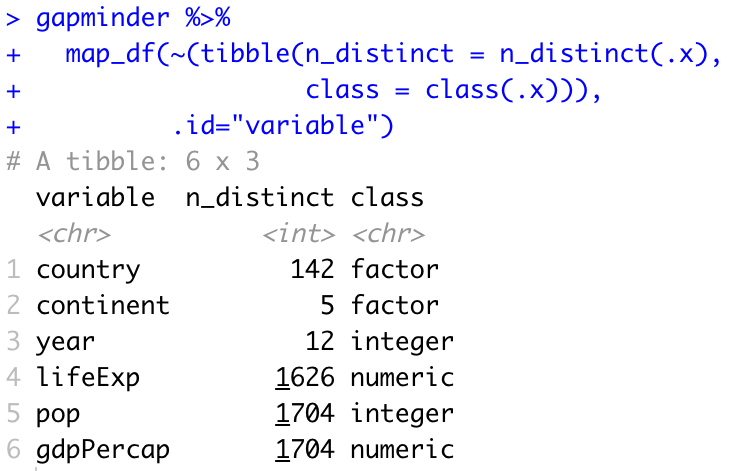 > gapminder %>%
+   map_df(~(tibble(n_distinct = n_distinct(.x),
+                   class = class(.x))),
+          .id="variable")
# A tibble: 6 x 3
  variable  n_distinct class
  <chr>          <int> <chr>
1 country          142 factor
2 continent          5 factor
3 year              12 integer
4 lifeExp         1626 numeric
5 pop             1704 integer
6 gdpPercap       1704 numeric